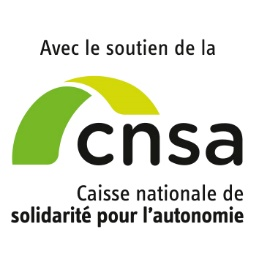 Avec le soutien de la
cnsa
Caisse nationale de
solidarité pour l'autonomie